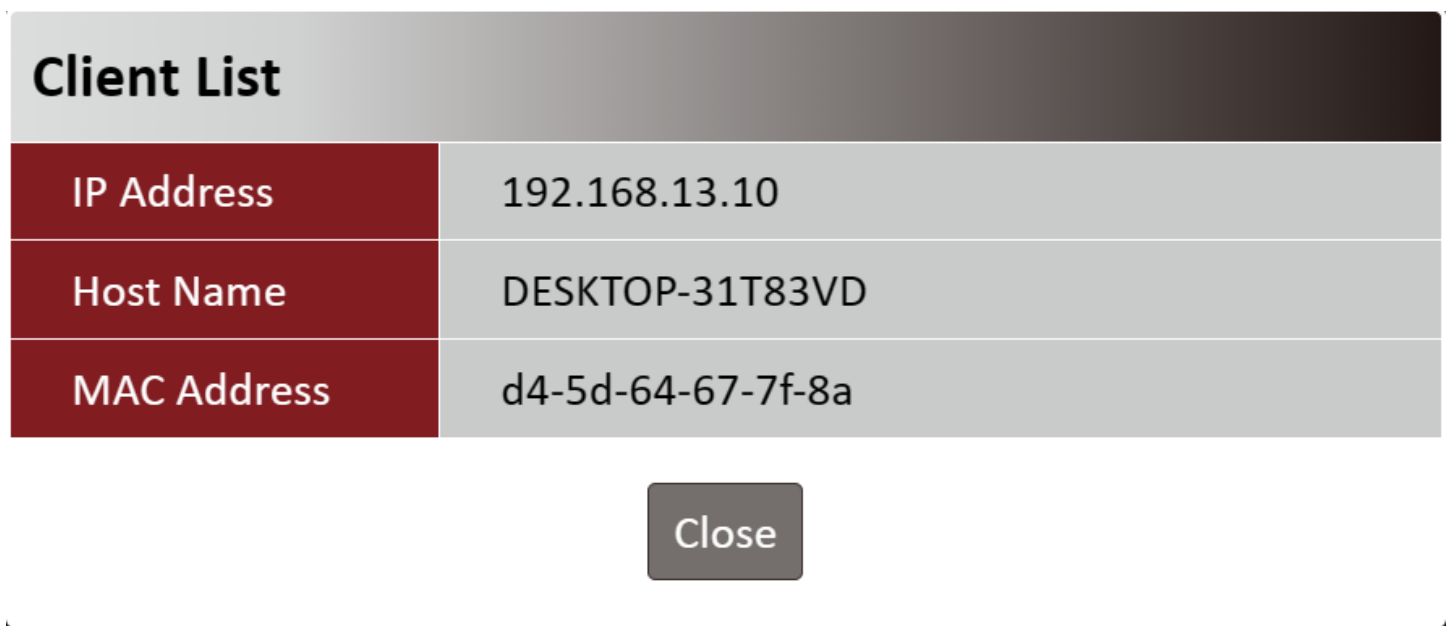 Client List
IP Address 192.168.13.10
Host Name DESKTOP-31T83VD
MAC Address d4-5d-64-67-7f-8a
Close